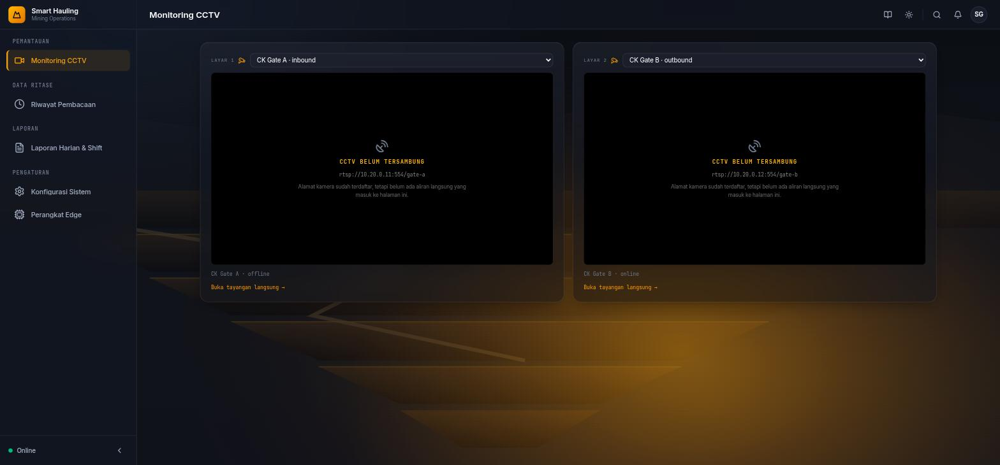 Smart Hauling
Mining Operations
Monitoring CCTV
SG
PEMANTAUAN
Monitoring CCTV
DATA RITASE
Riwayat Pembacaan
LAPORAN
Laporan Harian & Shift
PENGATURAN
Konfigurasi Sistem
Perangkat Edge
Online
LAYAR 1
CK Gate A · inbound
CCTV BELUM TERSAMBUNG
rtsp://10.20.0.11:554/gate-a
Alamat kamera sudah terdaftar, tetapi belum ada aliran langsung yang
masuk ke halaman ini.
CK Gate A · offline
Buka tayangan langsung →
LAYAR 2
CK Gate B · outbound
CCTV BELUM TERSAMBUNG
rtsp://10.20.0.12:554/gate-b
Alamat kamera sudah terdaftar, tetapi belum ada aliran langsung yang
masuk ke halaman ini.
CK Gate B · online
Buka tayangan langsung →